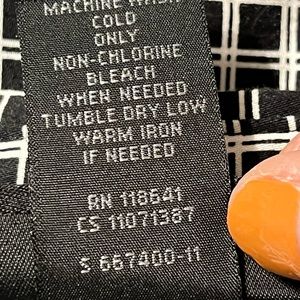 MACHINE WASH
COLD
ONLY
NON-CHLORINE
BLEACH
WHEN NEEDED
TUMBLE DRY LOW
WARM IRON
IF NEEDED
RN 118641
CS 11071387
S 667400-11